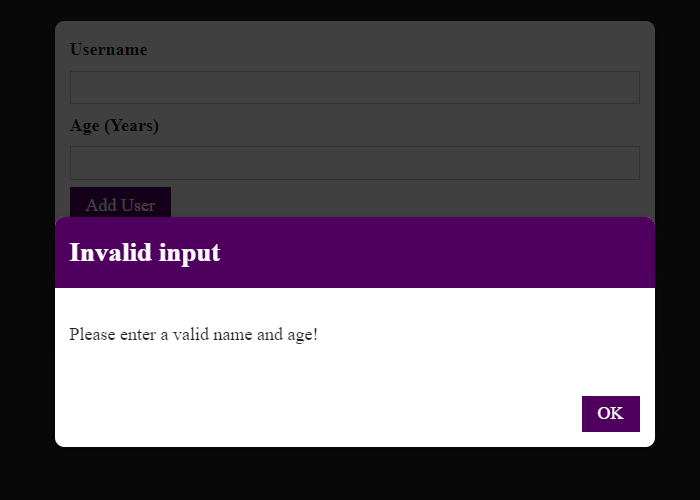 Username
Age (Years)
Add User
Invalid input
Please enter a valid name and age!
OK